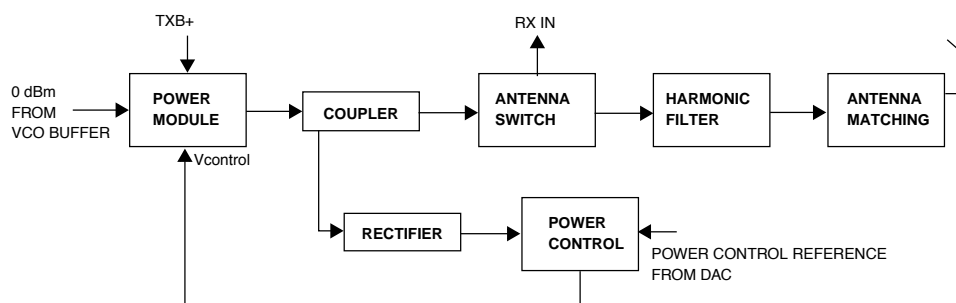 TXB+
RX IN
0 dBm
FROM
VCO BUFFER
POWER
MODULE
COUPLER
ANTENNA
SWITCH
HARMONIC
FILTER
ANTENNA
MATCHING
Vcontrol
RECTIFIER
POWER
CONTROL
POWER CONTROL REFERENCE
FROM DAC